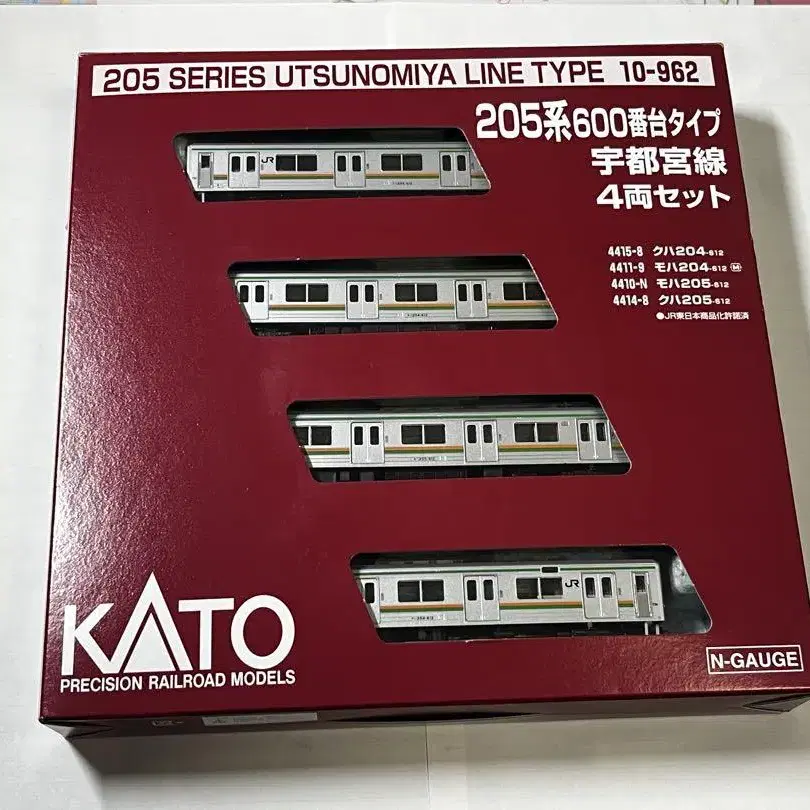 205 SERIES UTSUNOMIYA LINE TYPE 10-962
205系600番台タイプ
宇都宮線
4両セット
4415-8 クハ204-612
4411-9 モハ204-612 M
4410-N モハ205-612
4414-8 クハ205-612
●JR東日本商品化許諾済
JR
JR
KATO
PRECISION RAILROAD MODELS
N-GAUGE